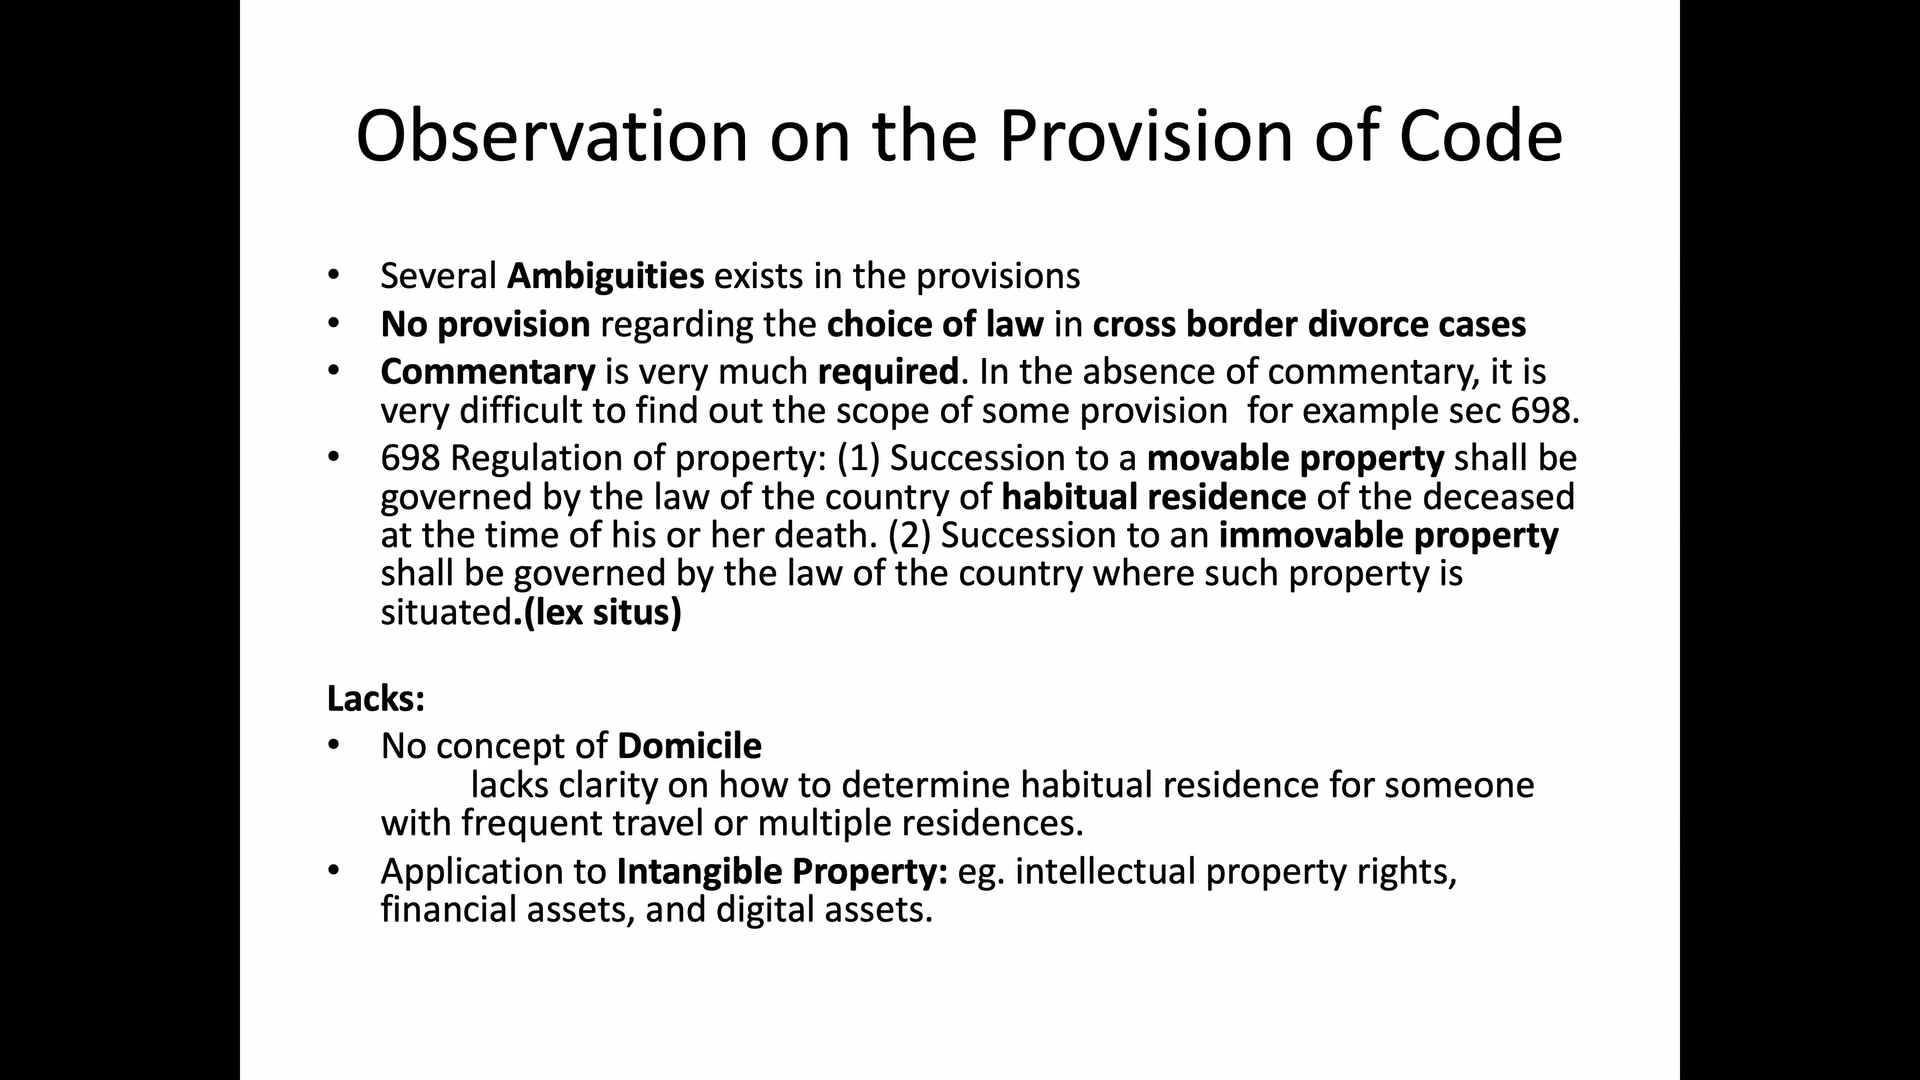 Observation on the Provision of Code
• Several Ambiguities exists in the provisions
• No provision regarding the choice of law in cross border divorce cases
• Commentary is very much required. In the absence of commentary, it is
very difficult to find out the scope of some provision  for example sec 698.
• 698 Regulation of property: (1) Succession to a movable property shall be
governed by the law of the country of habitual residence of the deceased
at the time of his or her death. (2) Succession to an immovable property
shall be governed by the law of the country where such property is
situated.(lex situs)
Lacks:
• No concept of Domicile
lacks clarity on how to determine habitual residence for someone
with frequent travel or multiple residences.
• Application to Intangible Property: eg. intellectual property rights,
financial assets, and digital assets.